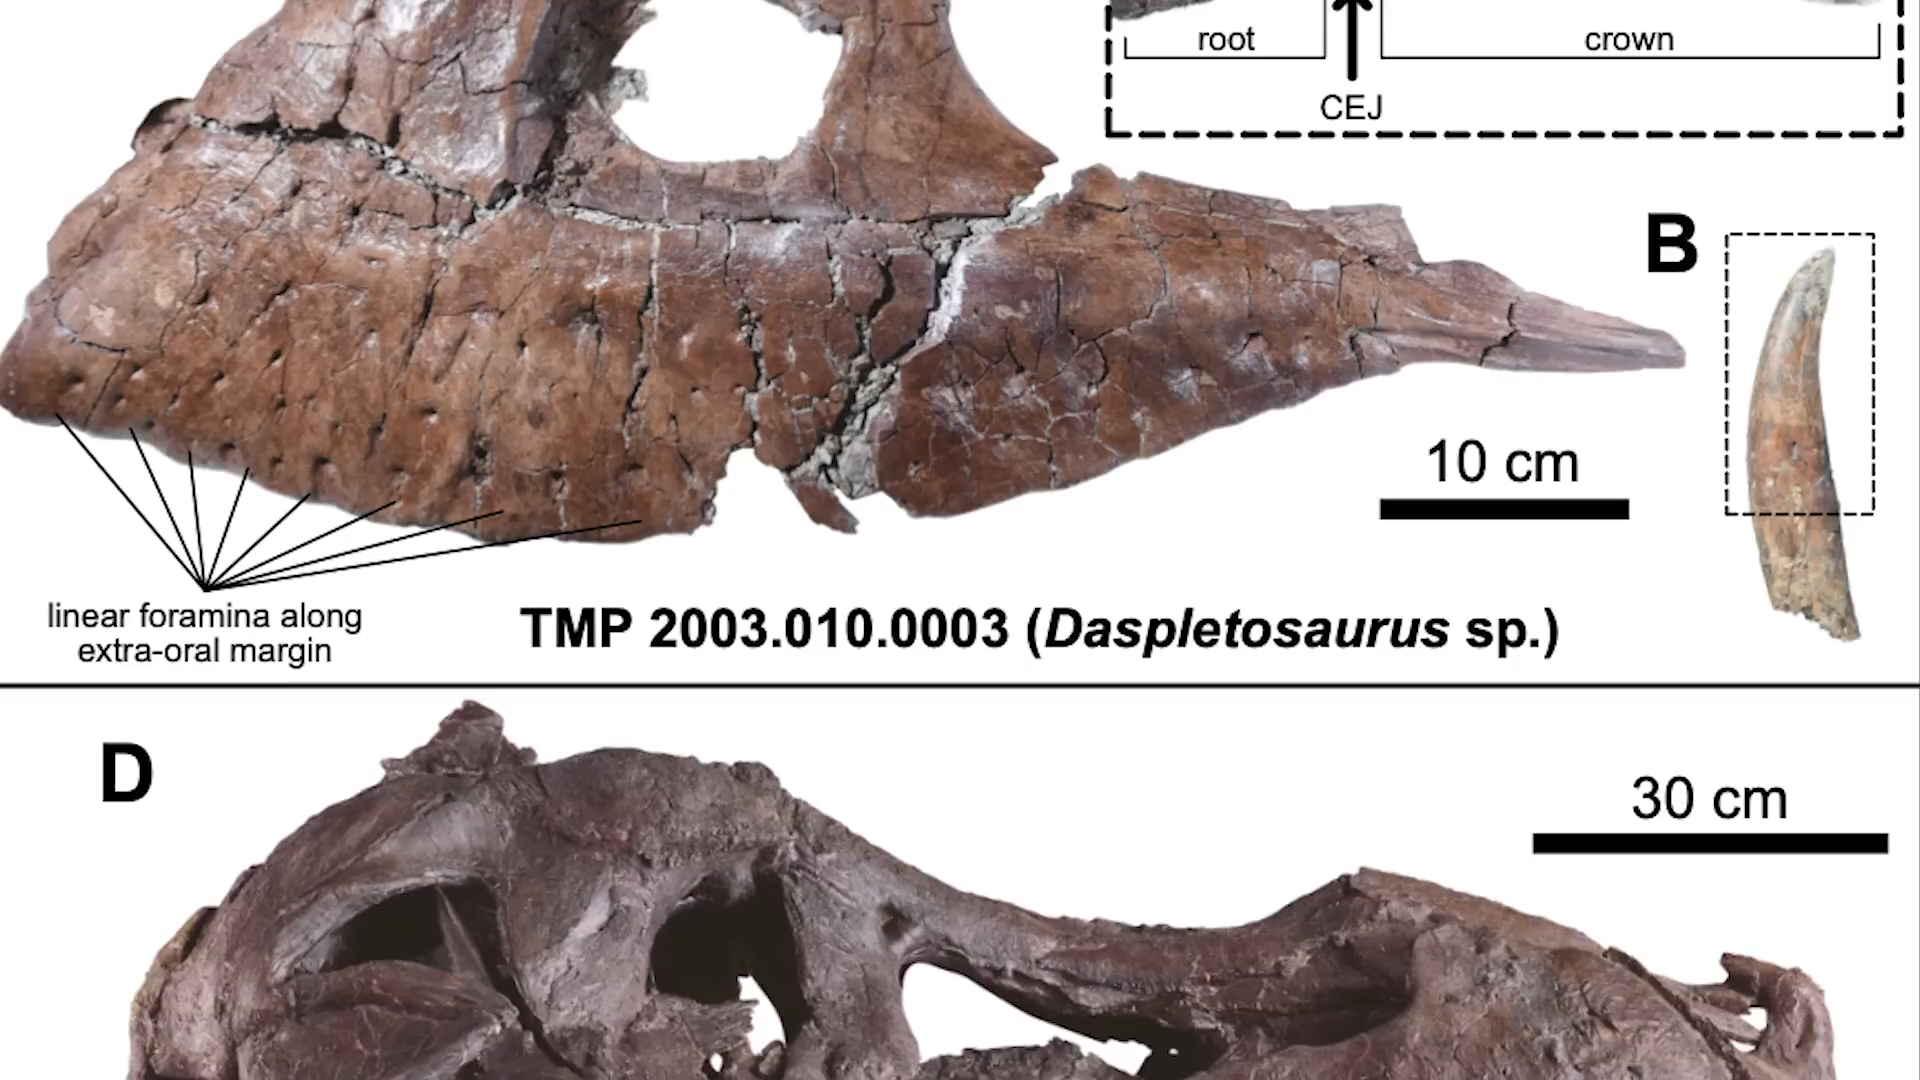 root
crown
CEJ
B
10 cm
linear foramina along
extra-oral margin
TMP 2003.010.0003 (Daspletosaurus sp.)
D
30 cm